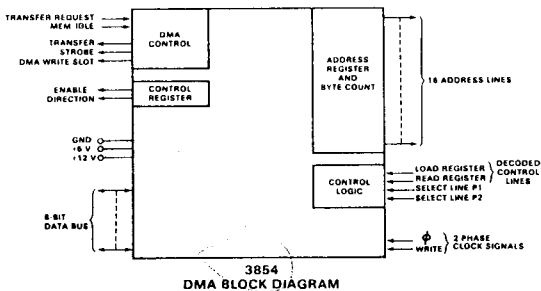 TRANSFER REQUEST
MEM IDLE
TRANSFER
STROBE
DMA WRITE SLOT
DMA
CONTROL
ENABLE
DIRECTION
CONTROL
REGISTER
GND
+5 V
+12 V
8-BIT
DATA BUS
ADDRESS
REGISTER
AND
BYTE COUNT
16 ADDRESS LINES
CONTROL
LOGIC
LOAD REGISTER
READ REGISTER
SELECT LINE P1
SELECT LINE P2
DECODED
CONTROL
LINES
ϕ
WRITE
2 PHASE
CLOCK SIGNALS
3854
DMA BLOCK DIAGRAM